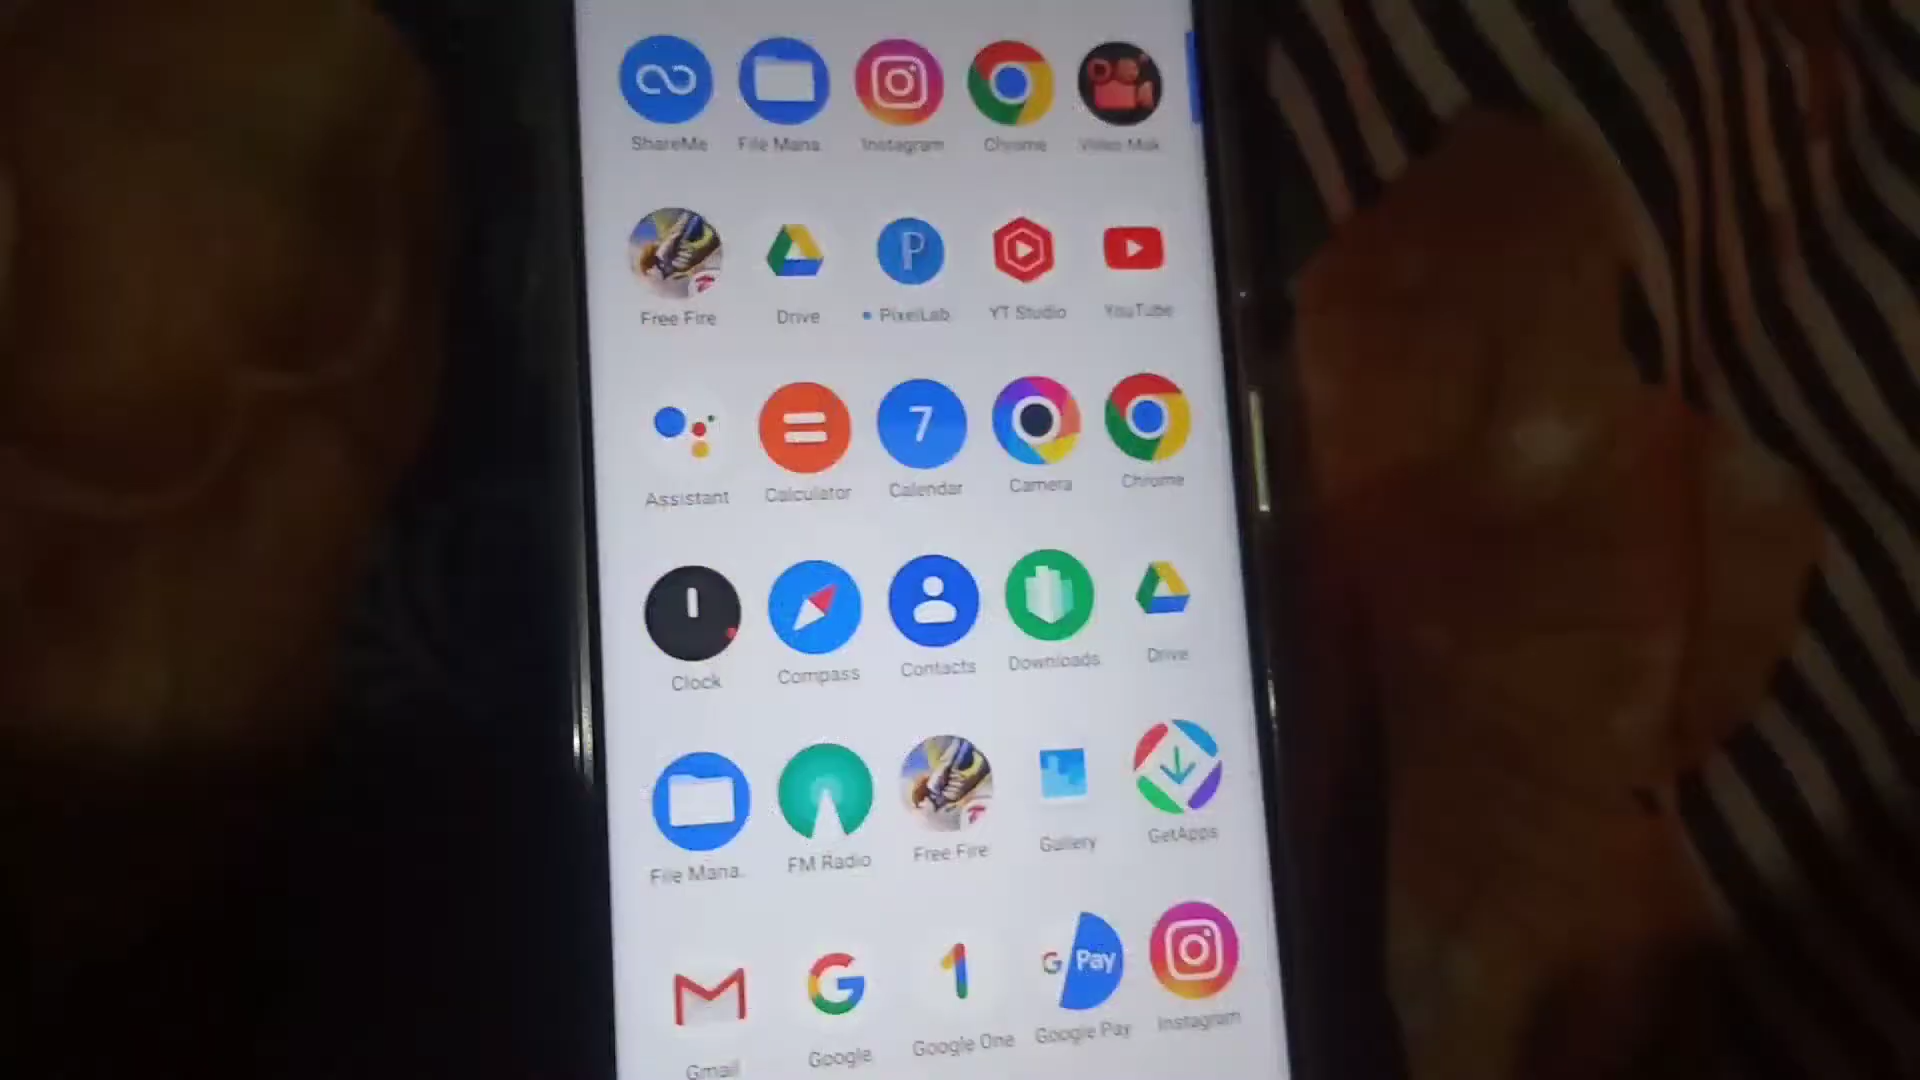 ShareMe File Mana. Instagram Chrome Video Mak
Free Fire Drive PixelLab YT Studio YouTube
7
Assistant Calculator Calendar Camera Chrome
Clock Compass Contacts Downloads Drive
File Mana. FM Radio Free Fire Gallery GetApps
G Pay
Gmail Google Google One Google Pay Instagram